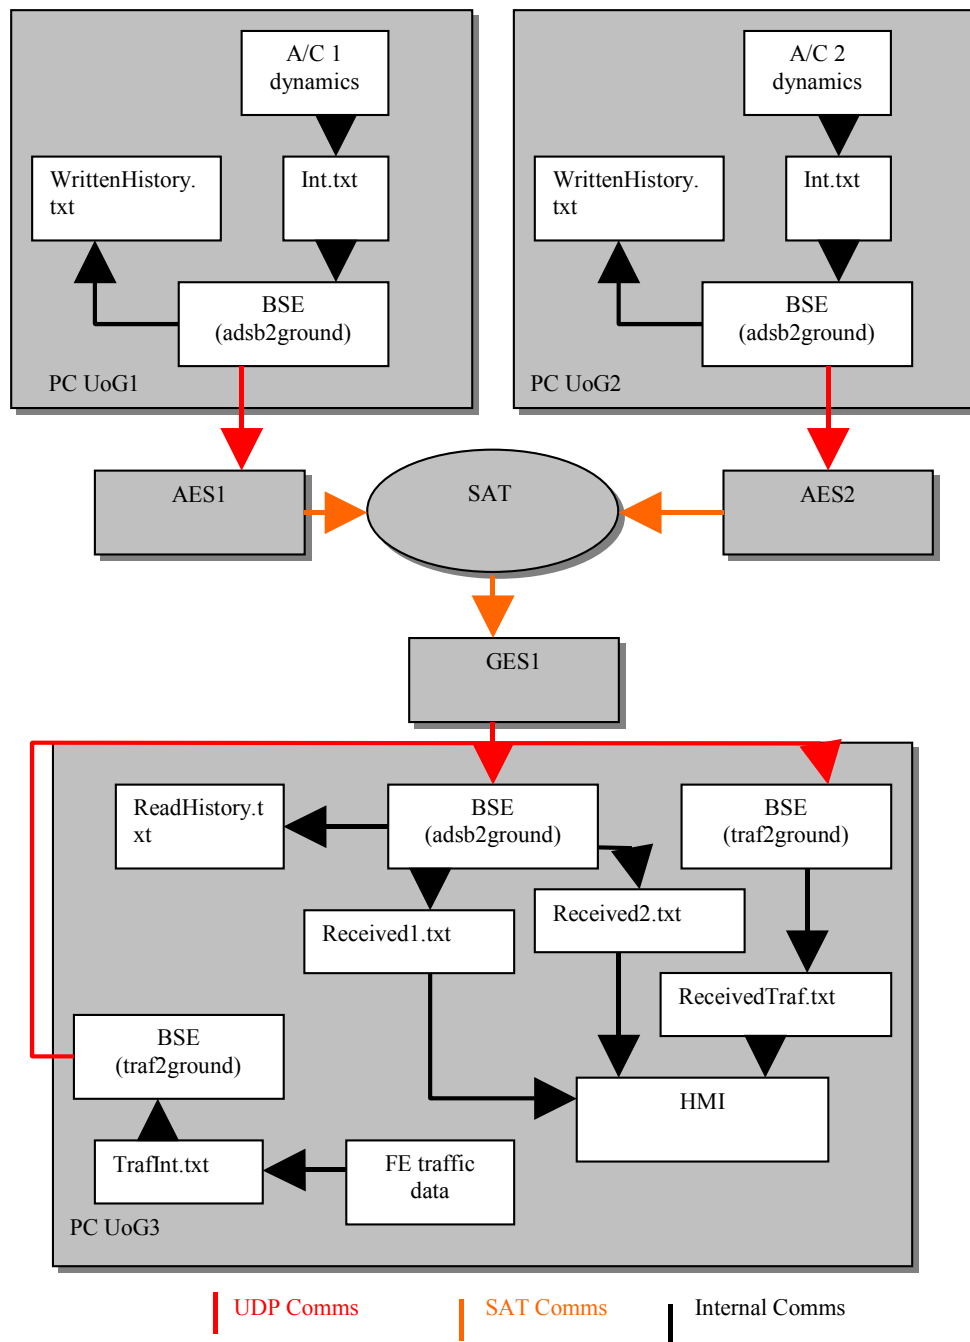 A/C 1
dynamics
WrittenHistory.
txt
Int.txt
BSE
(adsb2ground)
PC UoG1
A/C 2
dynamics
WrittenHistory.
txt
Int.txt
BSE
(adsb2ground)
PC UoG2
AES1
SAT
AES2
GES1
ReadHistory.t
xt
BSE
(adsb2ground)
BSE
(traf2ground)
Received1.txt
Received2.txt
ReceivedTraf.txt
BSE
(traf2ground)
HMI
TrafInt.txt
FE traffic
data
PC UoG3
UDP Comms
SAT Comms
Internal Comms